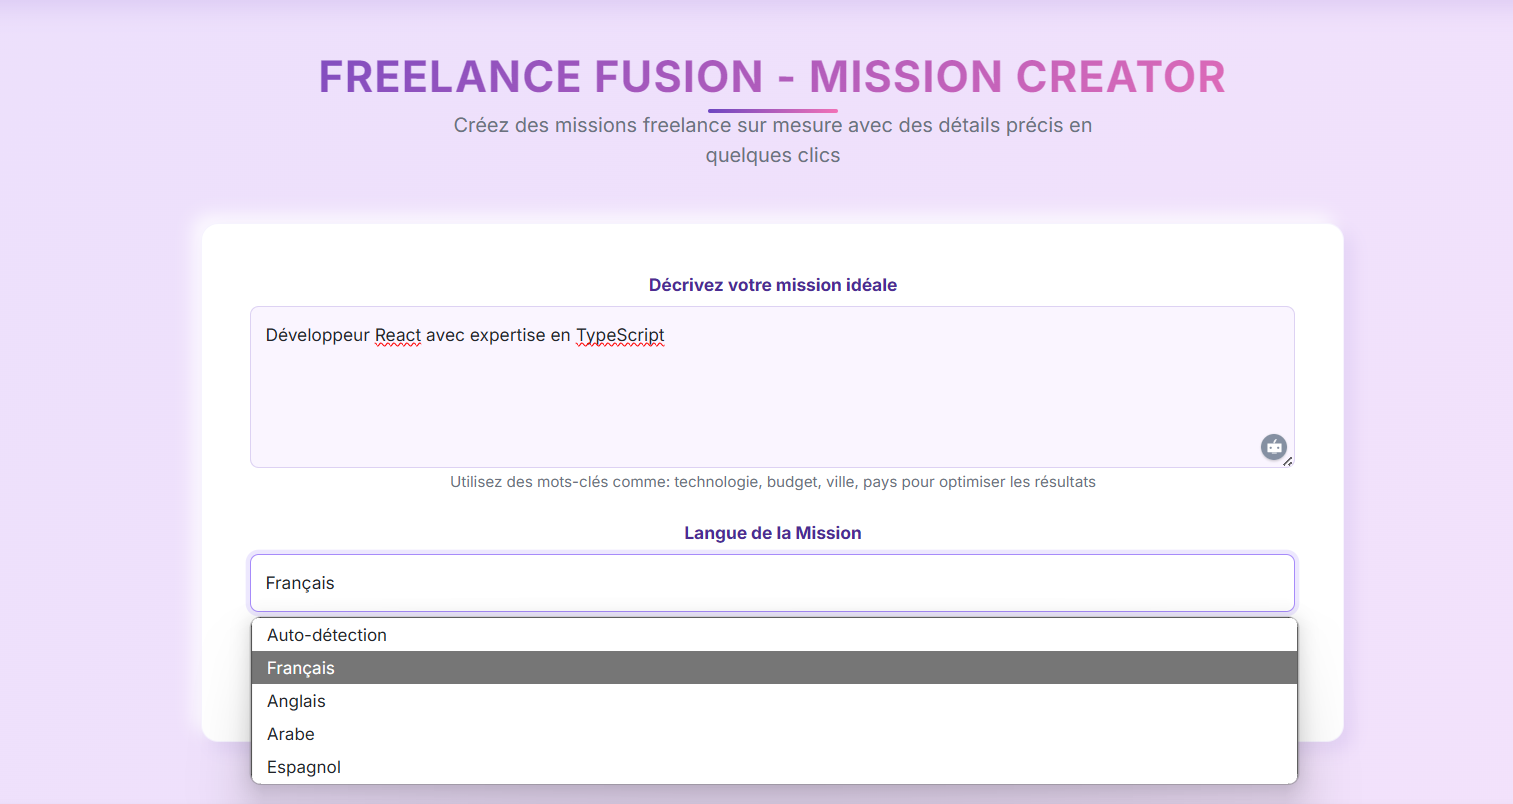 FREELANCE FUSION - MISSION CREATOR
Créez des missions freelance sur mesure avec des détails précis en
quelques clics
Décrivez votre mission idéale
Développeur React avec expertise en TypeScript
Utilisez des mots-clés comme: technologie, budget, ville, pays pour optimiser les résultats
Langue de la Mission
Français
Auto-détection
Français
Anglais
Arabe
Espagnol